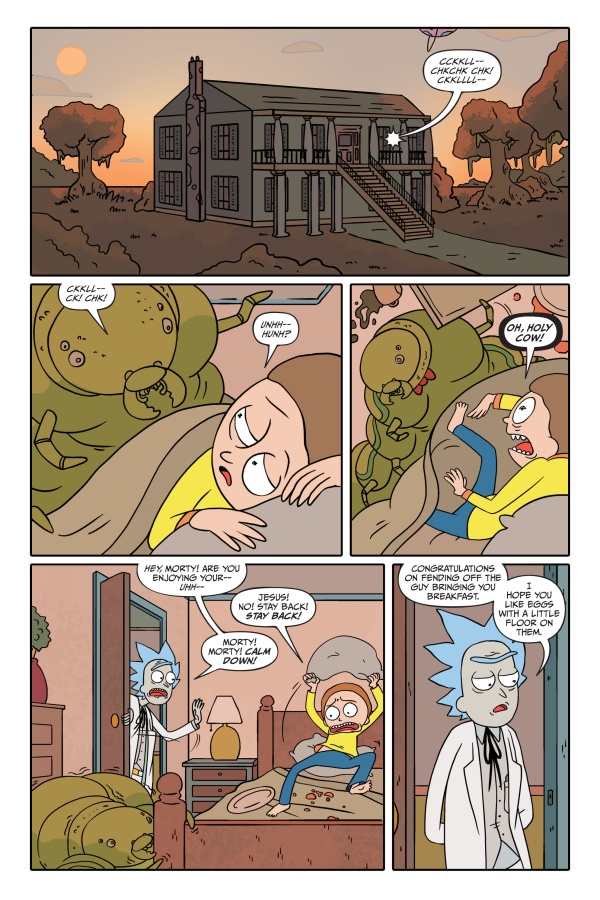 CCKKLL--
CHKCHK CHK!
CKKLLLL--
CKKLL--
CK! CHK!
UNHH--
HUNH?
OH, HOLY
COW!
HEY, MORTY! ARE YOU
ENJOYING YOUR--
UHH--
JESUS!
NO! STAY BACK!
STAY BACK!
MORTY!
MORTY! CALM
DOWN!
CONGRATULATIONS
ON FENDING OFF THE
GUY BRINGING YOU
BREAKFAST.
I
HOPE YOU
LIKE EGGS
WITH A LITTLE
FLOOR ON
THEM.